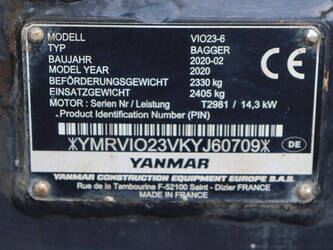 MODELL VIO23-6
TYP BAGGER
BAUJAHR 2020-02
MODEL YEAR 2020
BEFÖRDERUNGSGEWICHT 2330 kg
EINSATZGEWICHT 2405 kg
MOTOR : Serien Nr / Leistung T2981 / 14,3 kW
Product Identification Number (PIN)
*YMRVIO23VKYJ60709*
CE YANMAR DE
YANMAR CONSTRUCTION EQUIPMENT EUROPE S.A.S.
Rue de la Tambourine F-52100 Saint - Dizier FRANCE
MADE IN FRANCE